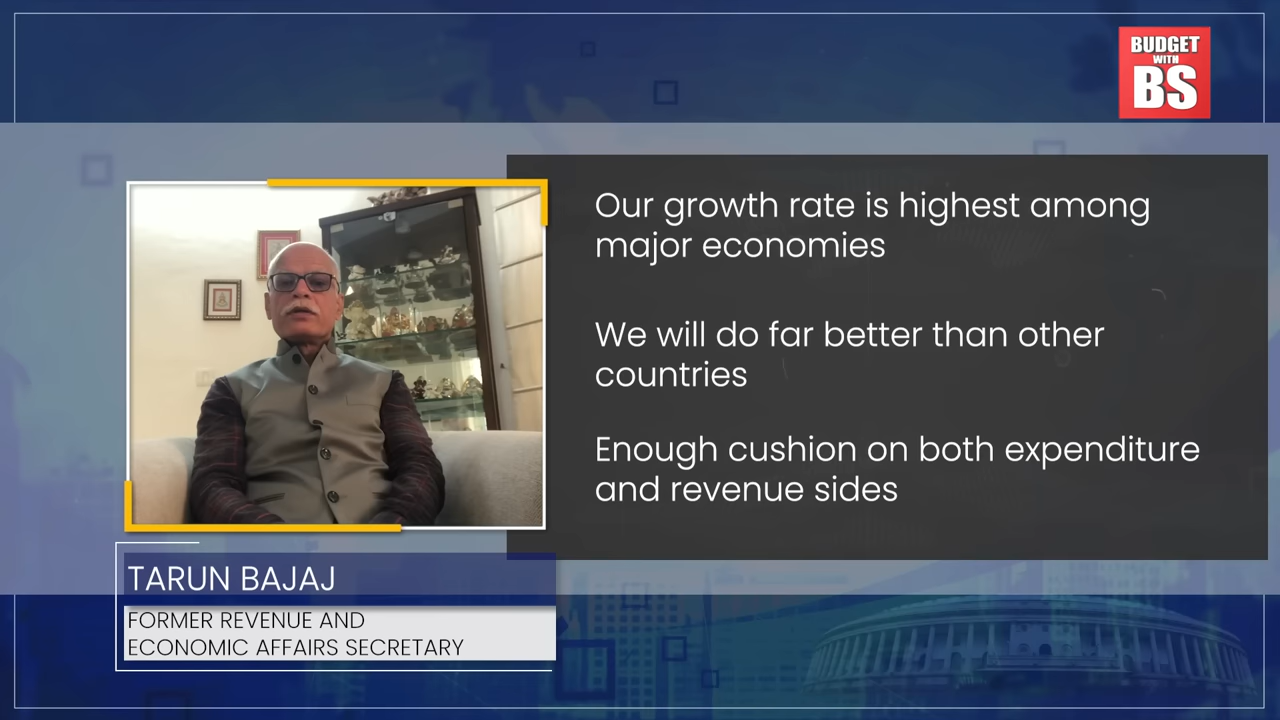 BUDGET
WITH
BS
Our growth rate is highest among
major economies
We will do far better than other
countries
Enough cushion on both expenditure
and revenue sides
TARUN BAJAJ
FORMER REVENUE AND
ECONOMIC AFFAIRS SECRETARY